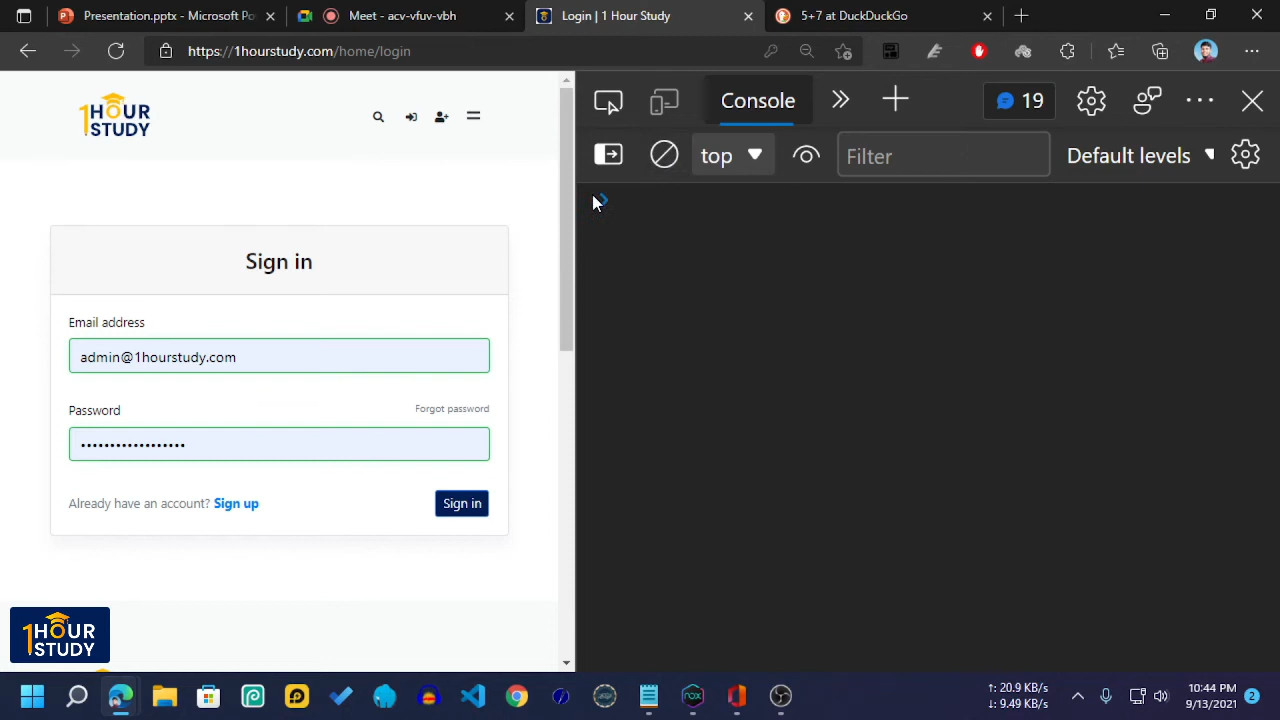 Presentation.pptx - Microsoft Po
Meet - acv-vfuv-vbh
Login | 1 Hour Study
5+7 at DuckDuckGo
https://1hourstudy.com/home/login
1HOUR
STUDY
Console
19
top
Filter
Default levels
Sign in
Email address
admin@1hourstudy.com
Password
Forgot password
••••••••••••••••••
Already have an account? Sign up
Sign in
1HOUR
STUDY
↑: 20.9 KB/s
↓: 9.49 KB/s
10:44 PM
9/13/2021
2